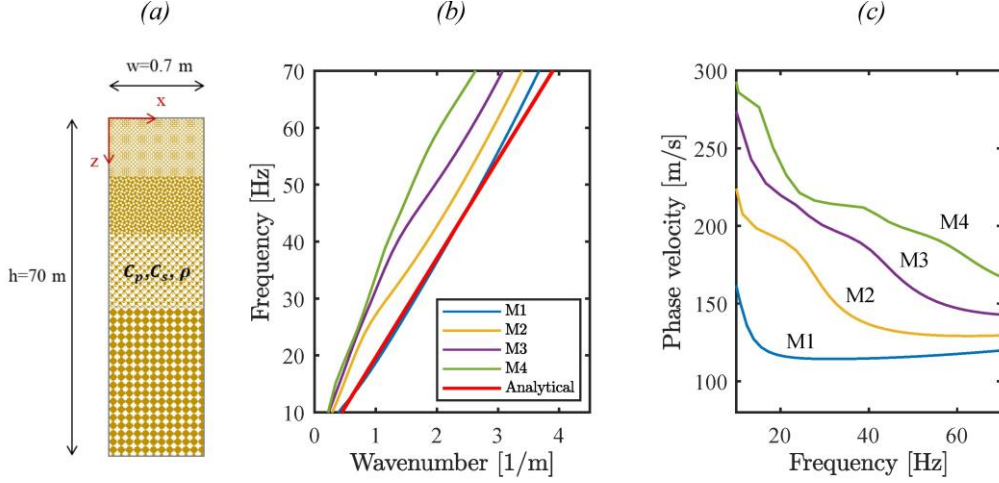 (a)
(b)
(c)
w=0.7 m
x
z
h=70 m
C_p,C_s, ρ
Frequency [Hz]
70
60
50
40
30
20
10
M1
M2
M3
M4
Analytical
0
1
2
3
4
Wavenumber [1/m]
Phase velocity [m/s]
300
250
200
150
100
M4
M3
M2
M1
20
40
60
Frequency [Hz]